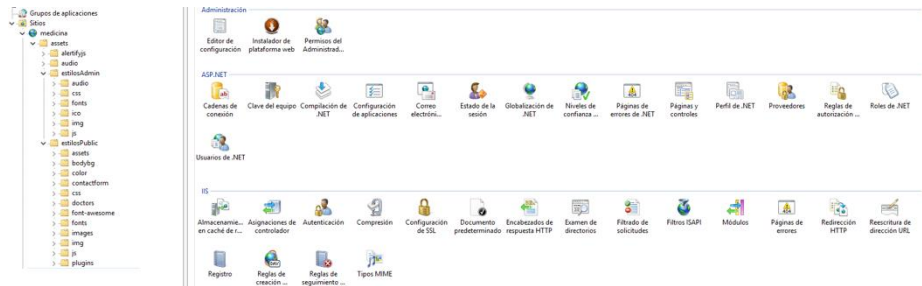 Grupos de aplicaciones
Sitios
medicina
assets
alertifyjs
audio
estilosAdmin
audio
css
fonts
ico
img
js
estilosPublic
assets
bodybg
color
contactform
css
doctors
font-awesome
fonts
images
img
js
plugins
Administración
Editor de configuración
Instalador de plataforma web
Permisos del Administrad...
ASP.NET
Cadenas de conexión
Clave del equipo
Compilación de .NET
Configuración de aplicaciones
Correo electróni...
Estado de la sesión
Globalización de .NET
Niveles de confianza ...
Páginas de errores de .NET
Páginas y controles
Perfil de .NET
Proveedores
Reglas de autorización ...
Roles de .NET
Usuarios de .NET
IIS
Almacenamie... en caché de r...
Asignaciones de controlador
Autenticación
Compresión
Configuración de SSL
Documento predeterminado
Encabezados de respuesta HTTP
Examen de directorios
Filtrado de solicitudes
Filtros ISAPI
Módulos
Páginas de errores
Redirección HTTP
Reescritura de dirección URL
Registro
Reglas de creación ...
Reglas de seguimiento ...
Tipos MIME